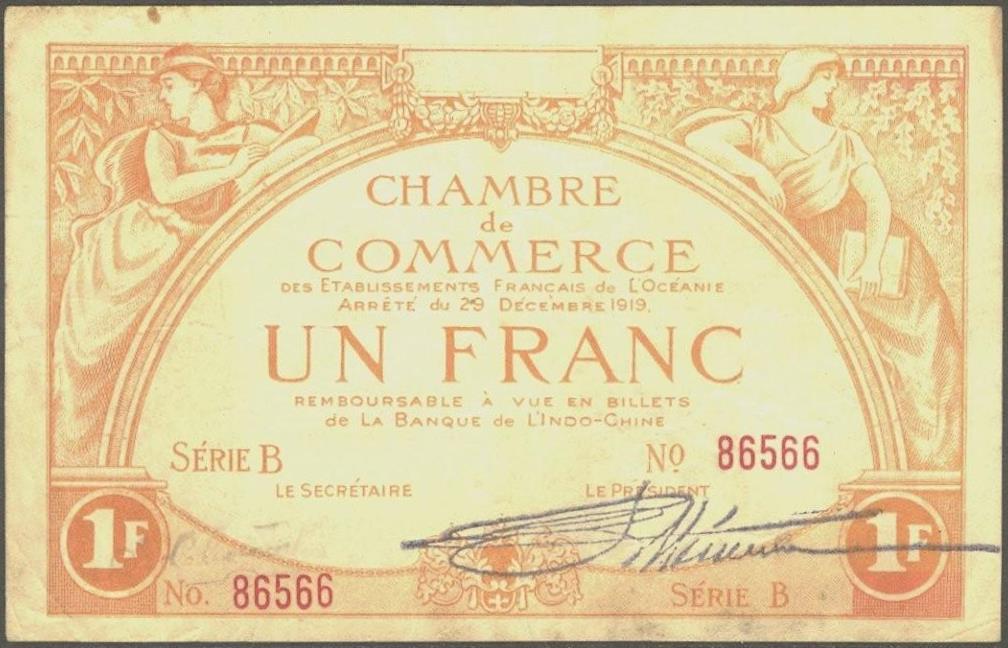 CHAMBRE
de
COMMERCE
DES ETABLISSEMENTS FRANCAIS de L'OCÉANIE
ARRÊTÉ du 29 DÉCEMBRE 1919.
UN FRANC
REMBOURSABLE À VUE EN BILLETS
de LA BANQUE de L'INDO-CHINE
SÉRIE B
No 86566
LE SECRÉTAIRE
LE PRÉSIDENT
1F
1F
No. 86566
SÉRIE B